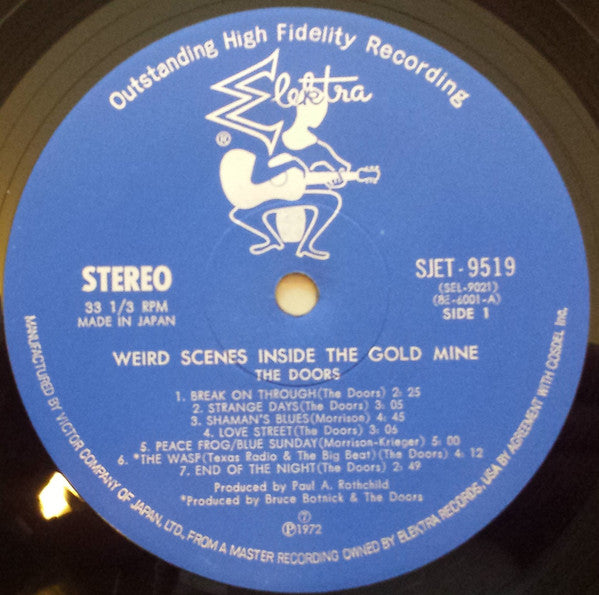 Outstanding High Fidelity Recording
Elektra
®
STEREO
33 1/3 RPM
MADE IN JAPAN
SJET-9519
(SEL-9021)
(8E-6001-A)
SIDE 1
WEIRD SCENES INSIDE THE GOLD MINE
THE DOORS
1. BREAK ON THROUGH(The Doors) 2: 25
2. STRANGE DAYS(The Doors) 3: 05
3. SHAMAN'S BLUES(Morrison) 4: 45
4. LOVE STREET(The Doors) 3: 06
5. PEACE FROG/BLUE SUNDAY(Morrison-Krieger) 5: 00
6. *THE WASP(Texas Radio & The Big Beat)(The Doors) 4: 12
7. END OF THE NIGHT(The Doors) 2: 49
Produced by Paul A. Rothchild
*Produced by Bruce Botnick & The Doors
⑦
Ⓟ1972
MANUFACTURED BY VICTOR COMPANY OF JAPAN, LTD. FROM A MASTER RECORDING OWNED BY ELEKTRA RECORDS, USA BY AGREEMENT WITH COSDEL Inc.